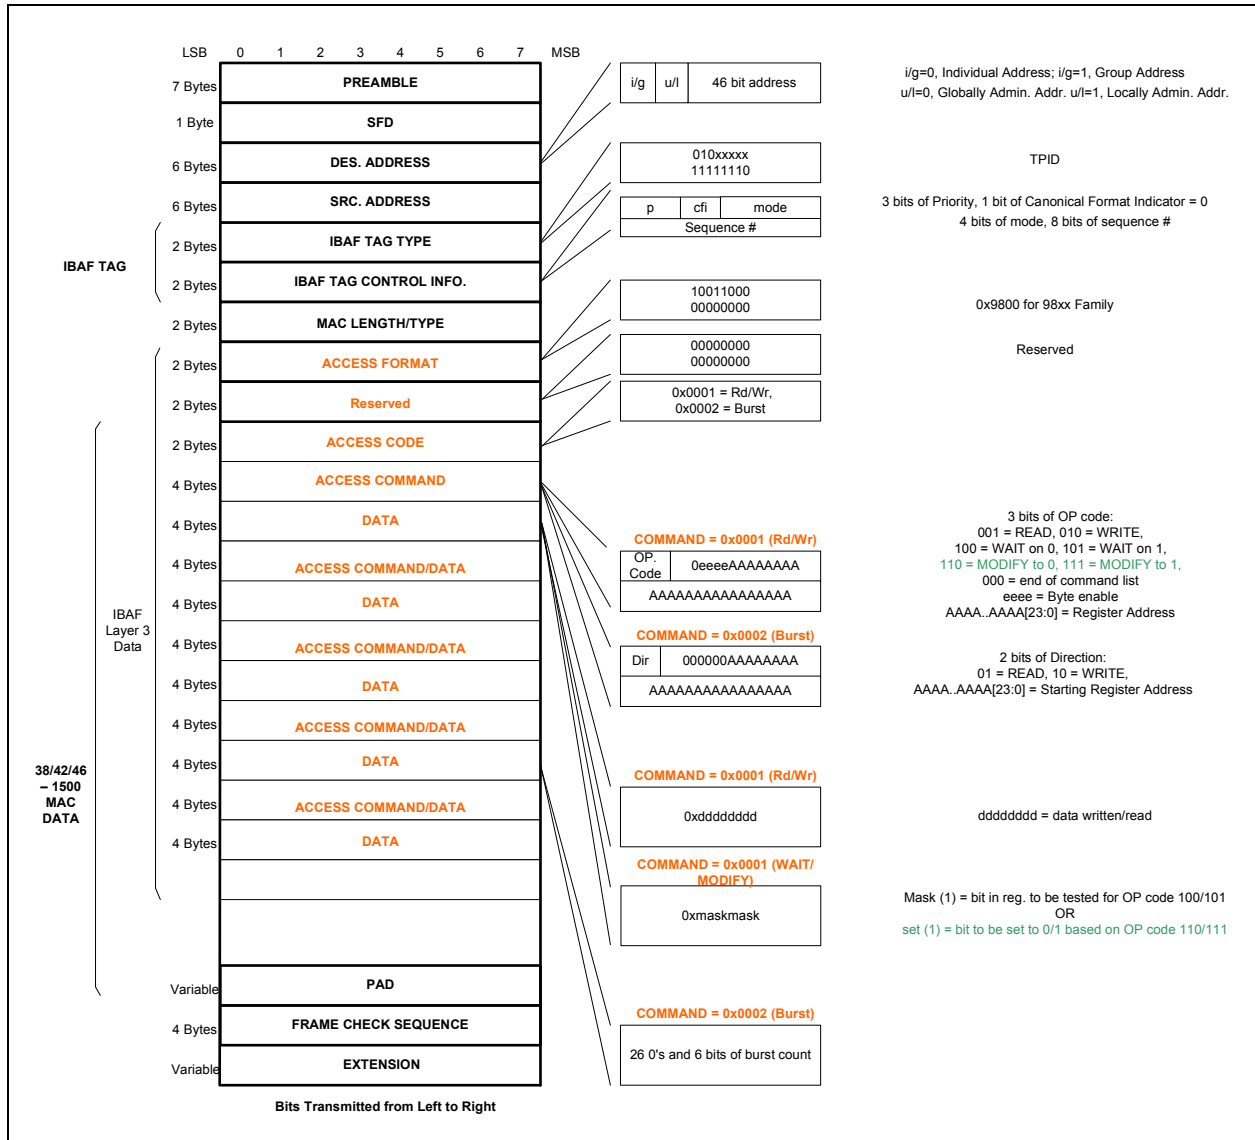 LSB 0 1 2 3 4 5 6 7 MSB
7 Bytes PREAMBLE
1 Byte SFD
6 Bytes DES. ADDRESS
6 Bytes SRC. ADDRESS
IBAF TAG
2 Bytes IBAF TAG TYPE
2 Bytes IBAF TAG CONTROL INFO.
2 Bytes MAC LENGTH/TYPE
2 Bytes ACCESS FORMAT
2 Bytes Reserved
2 Bytes ACCESS CODE
4 Bytes ACCESS COMMAND
4 Bytes DATA
4 Bytes ACCESS COMMAND/DATA
4 Bytes DATA
4 Bytes ACCESS COMMAND/DATA
4 Bytes DATA
4 Bytes ACCESS COMMAND/DATA
4 Bytes DATA
4 Bytes ACCESS COMMAND/DATA
4 Bytes DATA
IBAF
Layer 3
Data
38/42/46
– 1500
MAC
DATA
Variable PAD
4 Bytes FRAME CHECK SEQUENCE
Variable EXTENSION
Bits Transmitted from Left to Right
i/g u/l 46 bit address
i/g=0, Individual Address; i/g=1, Group Address
u/l=0, Globally Admin. Addr. u/l=1, Locally Admin. Addr.
010xxxxx
11111110
TPID
p cfi mode
Sequence #
3 bits of Priority, 1 bit of Canonical Format Indicator = 0
4 bits of mode, 8 bits of sequence #
10011000
00000000
0x9800 for 98xx Family
00000000
00000000
Reserved
0x0001 = Rd/Wr,
0x0002 = Burst
COMMAND = 0x0001 (Rd/Wr)
OP.
Code
0eeeeAAAAAAAA
AAAAAAAAAAAAAAAA
3 bits of OP code:
001 = READ, 010 = WRITE,
100 = WAIT on 0, 101 = WAIT on 1,
110 = MODIFY to 0, 111 = MODIFY to 1,
000 = end of command list
eeee = Byte enable
AAAA..AAAA[23:0] = Register Address
COMMAND = 0x0002 (Burst)
Dir 000000AAAAAAAA
AAAAAAAAAAAAAAAA
2 bits of Direction:
01 = READ, 10 = WRITE,
AAAA..AAAA[23:0] = Starting Register Address
COMMAND = 0x0001 (Rd/Wr)
0xdddddddd
dddddddd = data written/read
COMMAND = 0x0001 (WAIT/
MODIFY)
0xmaskmask
Mask (1) = bit in reg. to be tested for OP code 100/101
OR
set (1) = bit to be set to 0/1 based on OP code 110/111
COMMAND = 0x0002 (Burst)
26 0's and 6 bits of burst count